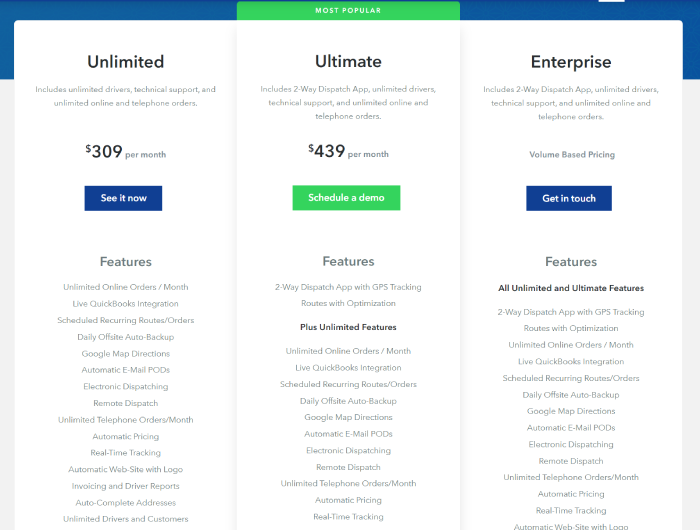 MOST POPULAR
Unlimited
Includes unlimited drivers, technical support, and
unlimited online and telephone orders.
$309 per month
See it now
Features
Unlimited Online Orders / Month
Live QuickBooks Integration
Scheduled Recurring Routes/Orders
Daily Offsite Auto-Backup
Google Map Directions
Automatic E-Mail PODs
Electronic Dispatching
Remote Dispatch
Unlimited Telephone Orders/Month
Automatic Pricing
Real-Time Tracking
Automatic Web-Site with Logo
Invoicing and Driver Reports
Auto-Complete Addresses
Unlimited Drivers and Customers
Ultimate
Includes 2-Way Dispatch App, unlimited drivers,
technical support, and unlimited online and
telephone orders.
$439 per month
Schedule a demo
Features
2-Way Dispatch App with GPS Tracking
Routes with Optimization
Plus Unlimited Features
Unlimited Online Orders / Month
Live QuickBooks Integration
Scheduled Recurring Routes/Orders
Daily Offsite Auto-Backup
Google Map Directions
Automatic E-Mail PODs
Electronic Dispatching
Remote Dispatch
Unlimited Telephone Orders/Month
Automatic Pricing
Real-Time Tracking
Enterprise
Includes 2-Way Dispatch App, unlimited drivers,
technical support, and unlimited online and
telephone orders.
Volume Based Pricing
Get in touch
Features
All Unlimited and Ultimate Features
2-Way Dispatch App with GPS Tracking
Routes with Optimization
Unlimited Online Orders / Month
Live QuickBooks Integration
Scheduled Recurring Routes/Orders
Daily Offsite Auto-Backup
Google Map Directions
Automatic E-Mail PODs
Electronic Dispatching
Remote Dispatch
Unlimited Telephone Orders/Month
Automatic Pricing
Real-Time Tracking
Automatic Web-Site with Logo